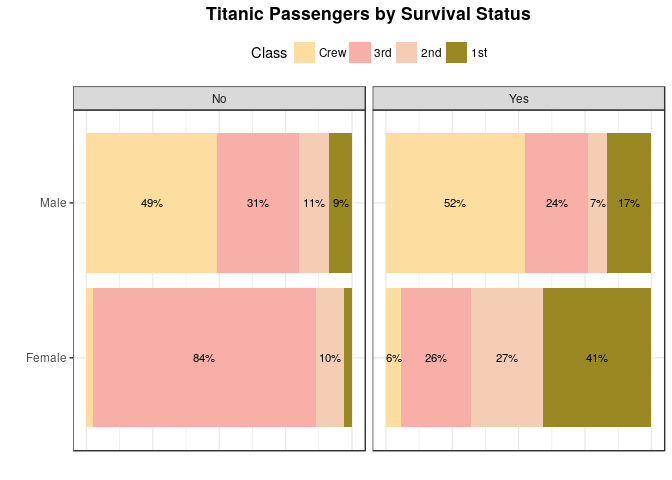 Titanic Passengers by Survival Status
Class Crew 3rd 2nd 1st
No Yes
Male 49% 31% 11% 9% 52% 24% 7% 17%
Female 84% 10% 6% 26% 27% 41%